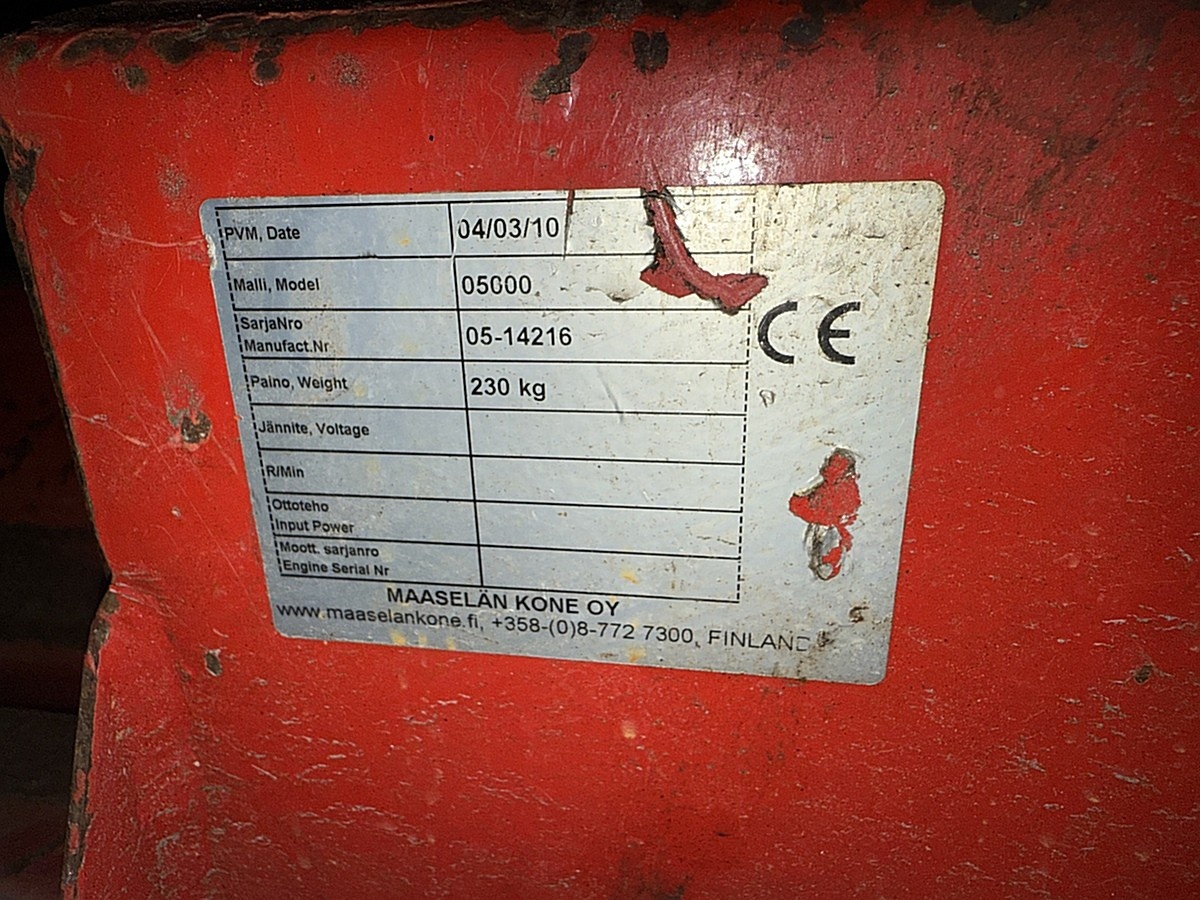 PVM, Date 04/03/10
Malli, Model 05000
SarjaNro
Manufact.Nr 05-14216
Paino, Weight 230 kg
Jännite, Voltage
R/Min
Ottoteho
Input Power
Moott. sarjanro
Engine Serial Nr
CE
MAASELÄN KONE OY
www.maaselankone.fi, +358-(0)8-772 7300, FINLAND